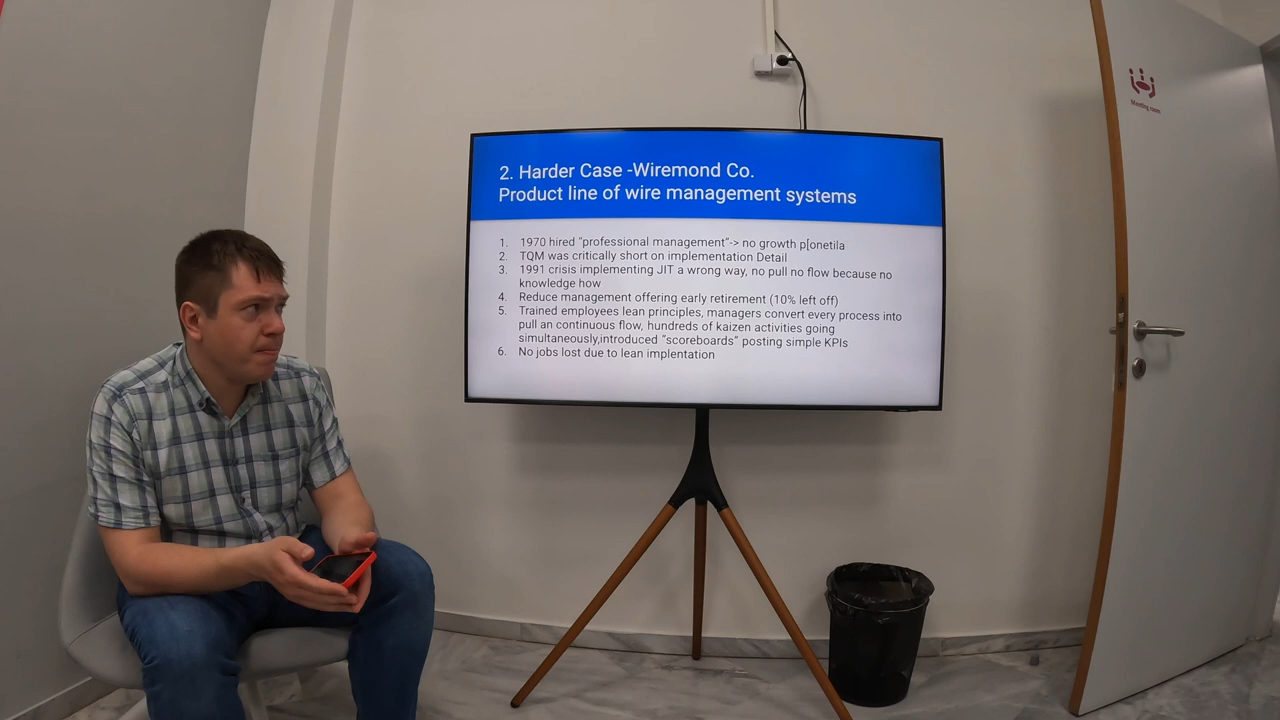 2. Harder Case -Wiremond Co.
Product line of wire management systems
1. 1970 hired "professional management"-> no growth p[onetila
2. TQM was critically short on implementation Detail
3. 1991 crisis implementing JIT a wrong way, no pull no flow because no
knowledge how
4. Reduce management offering early retirement (10% left off)
5. Trained employees lean principles, managers convert every process into
pull an continuous flow, hundreds of kaizen activities going
simultaneously,introduced "scoreboards" posting simple KPIs
6. No jobs lost due to lean implentation
Meeting room